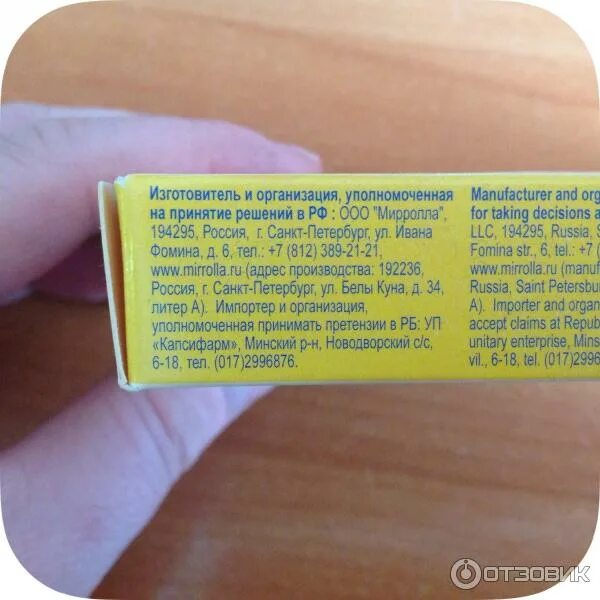 Изготовитель и организация, уполномоченная
на принятие решений в РФ : ООО "Мирролла",
194295, Россия, г. Санкт-Петербург, ул. Ивана
Фомина, д. 6, тел.: +7 (812) 389-21-21,
www.mirrolla.ru (адрес производства: 192236,
Россия, г. Санкт-Петербург, ул. Белы Куна, д. 34,
литер А). Импортер и организация,
уполномоченная принимать претензии в РБ: УП
«Капсифарм», Минский р-н, Новодворский с/с,
6-18, тел. (017)2996876.
Manufacturer and org
for taking decisions a
LLC, 194295, Russia, S
Fomina str., 6, tel.: +7 (
www.mirrolla.ru (manuf
Russia, Saint Petersbu
A). Importer and organi
accept claims at Repub
unitary enterprise, Mins
vil., 6-18, tel. (017)2996
ОТЗОВИК